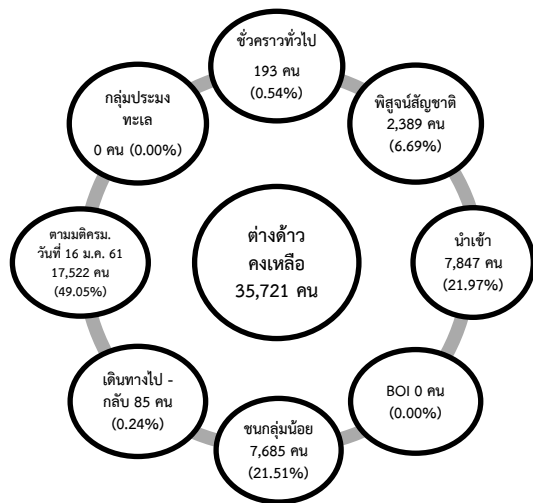 ชั่วคราวทั่วไป
193 คน
(0.54%)
พิสูจน์สัญชาติ
2,389 คน
(6.69%)
นำเข้า
7,847 คน
(21.97%)
BOI 0 คน
(0.00%)
ชนกลุ่มน้อย
7,685 คน
(21.51%)
เดินทางไป -
กลับ 85 คน
(0.24%)
ตามมติครม.
วันที่ 16 ม.ค. 61
17,522 คน
(49.05%)
กลุ่มประมง
ทะเล
0 คน (0.00%)
ต่างด้าว
คงเหลือ
35,721 คน